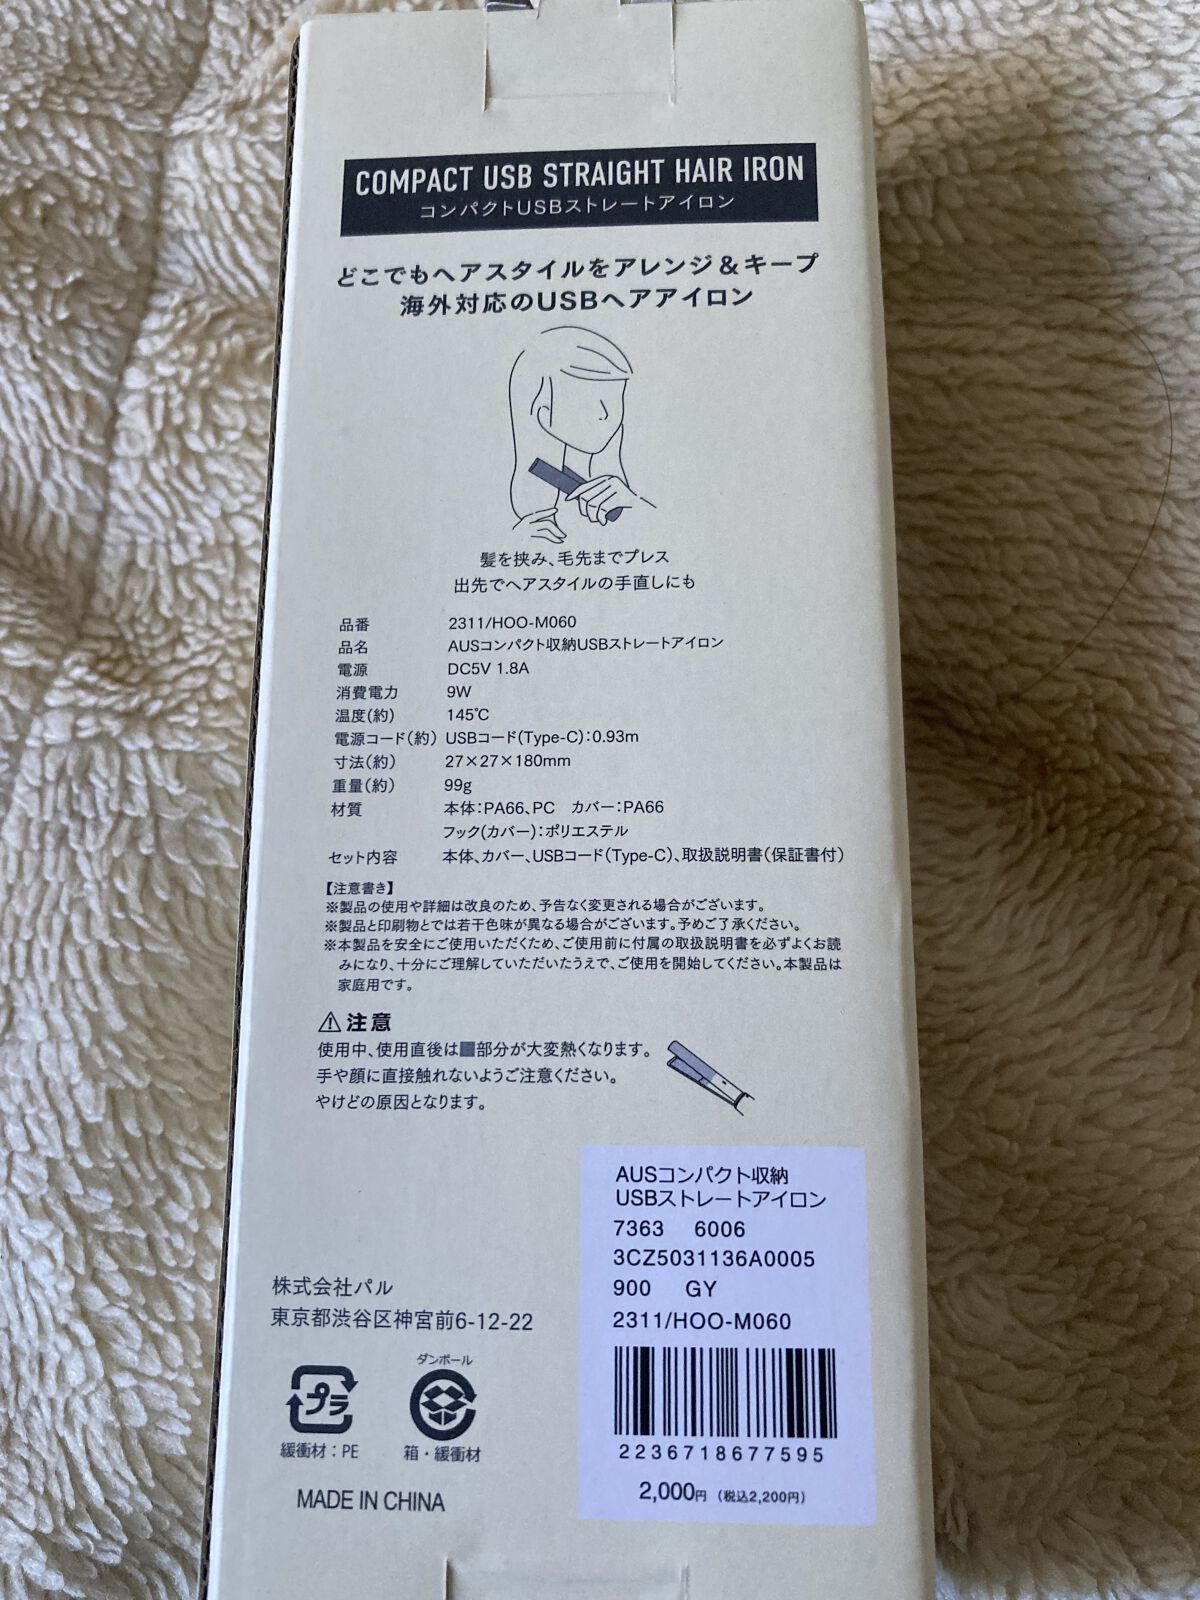 COMPACT USB STRAIGHT HAIR IRON
コンパクトUSBストレートアイロン
どこでもヘアスタイルをアレンジ&キープ
海外対応のUSBヘアアイロン
髪を挟み、毛先までプレス
出先でヘアスタイルの手直しにも
品番 2311/HOO-M060
品名 AUSコンパクト収納USBストレートアイロン
電源 DC5V 1.8A
消費電力 9W
温度(約) 145℃
電源コード(約) USBコード(Type-C):0.93m
寸法(約) 27×27×180mm
重量(約) 99g
材質 本体:PA66、PC カバー:PA66
フック(カバー):ポリエステル
セット内容 本体、カバー、USBコード(Type-C)、取扱説明書(保証書付)
【注意書き】
※製品の使用や詳細は改良のため、予告なく変更される場合がございます。
※製品と印刷物とでは若干色味が異なる場合がございます。予めご了承ください。
※本製品を安全にご使用いただくため、ご使用前に付属の取扱説明書を必ずよくお読
みになり、十分にご理解していただいたうえで、ご使用を開始してください。本製品は
家庭用です。
⚠注意
使用中、使用直後は■部分が大変熱くなります。
手や顔に直接触れないようご注意ください。
やけどの原因となります。
AUSコンパクト収納
USBストレートアイロン
7363 6006
3CZ5031136A0005
900 GY
2311/HOO-M060
2236718677595
2,000円 (税込2,200円)
株式会社パル
東京都渋谷区神宮前6-12-22
プラ
緩衝材:PE
ダンボール
箱・緩衝材
MADE IN CHINA